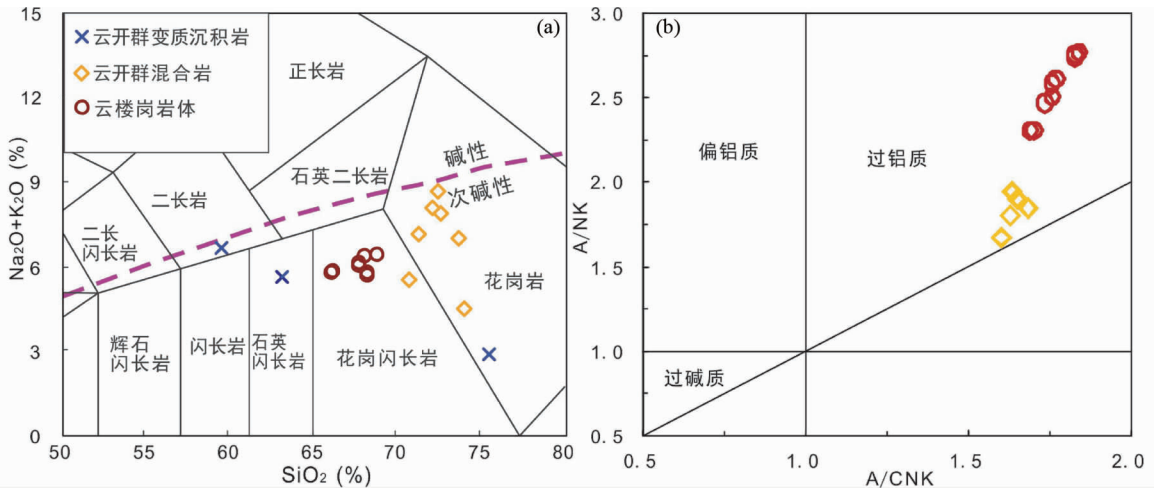 15
12
9
6
3
0
50
55
60
65
70
75
80
Na₂O+K₂O (%)
SiO₂ (%)
(a)
云开群变质沉积岩
云开群混合岩
云楼岗岩体
正长岩
石英二长岩
碱性
次碱性
二长岩
二长
闪长岩
辉石
闪长岩
闪长岩
石英
闪长岩
花岗闪长岩
花岗岩
(b)
3.0
2.5
2.0
1.5
1.0
0.5
0.5
1.0
1.5
2.0
A/NK
A/CNK
偏铝质
过铝质
过碱质